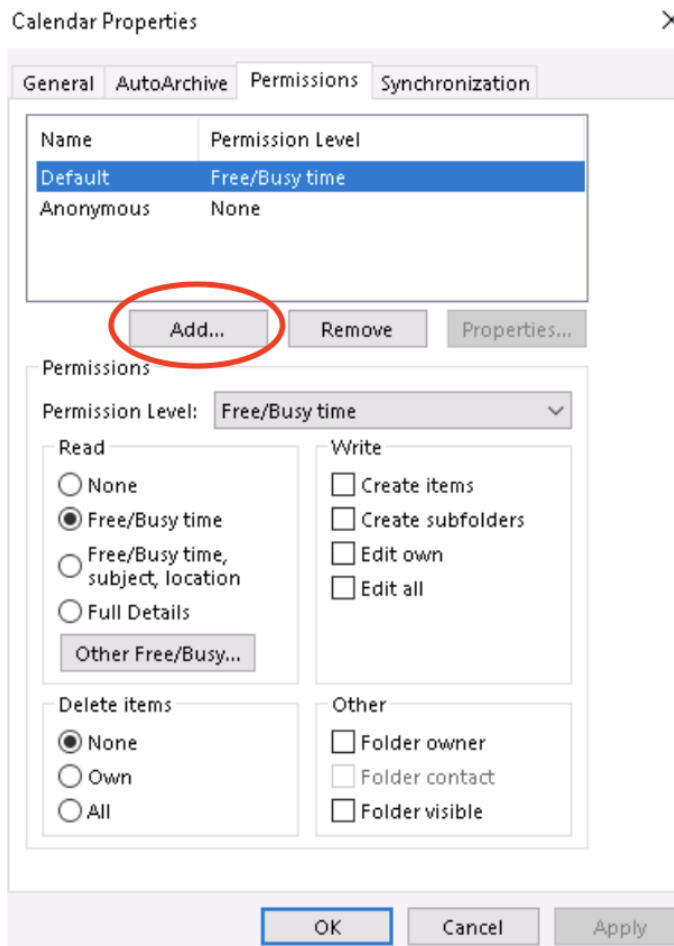 Calendar Properties
General AutoArchive Permissions Synchronization
Name Permission Level
Default Free/Busy time
Anonymous None
Add... Remove Properties...
Permissions
Permission Level: Free/Busy time
Read Write
None Create items
Free/Busy time Create subfolders
Free/Busy time, Edit own
subject, location Edit all
Full Details
Other Free/Busy...
Delete items Other
None Folder owner
Own Folder contact
All Folder visible
OK Cancel Apply